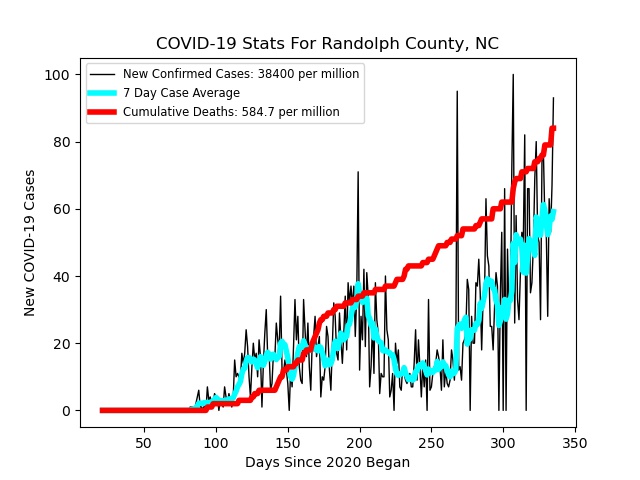 COVID-19 Stats For Randolph County, NC
New Confirmed Cases: 38400 per million
7 Day Case Average
Cumulative Deaths: 584.7 per million
New COVID-19 Cases
100
80
60
40
20
0
50 100 150 200 250 300 350
Days Since 2020 Began